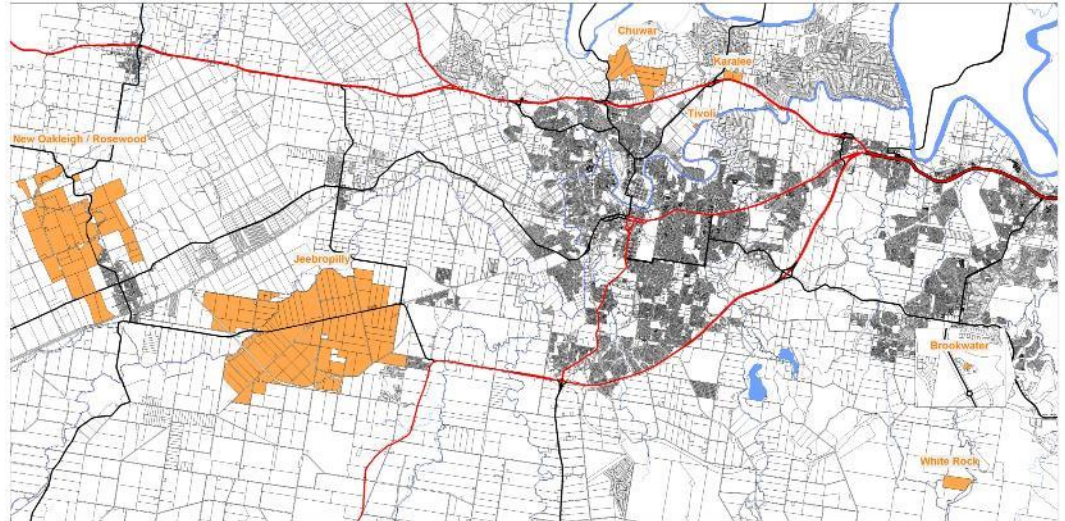 Chuwar
Karalee
Tivoli
New Oakleigh / Rosewood
Jeebropilly
Brookwater
White Rock